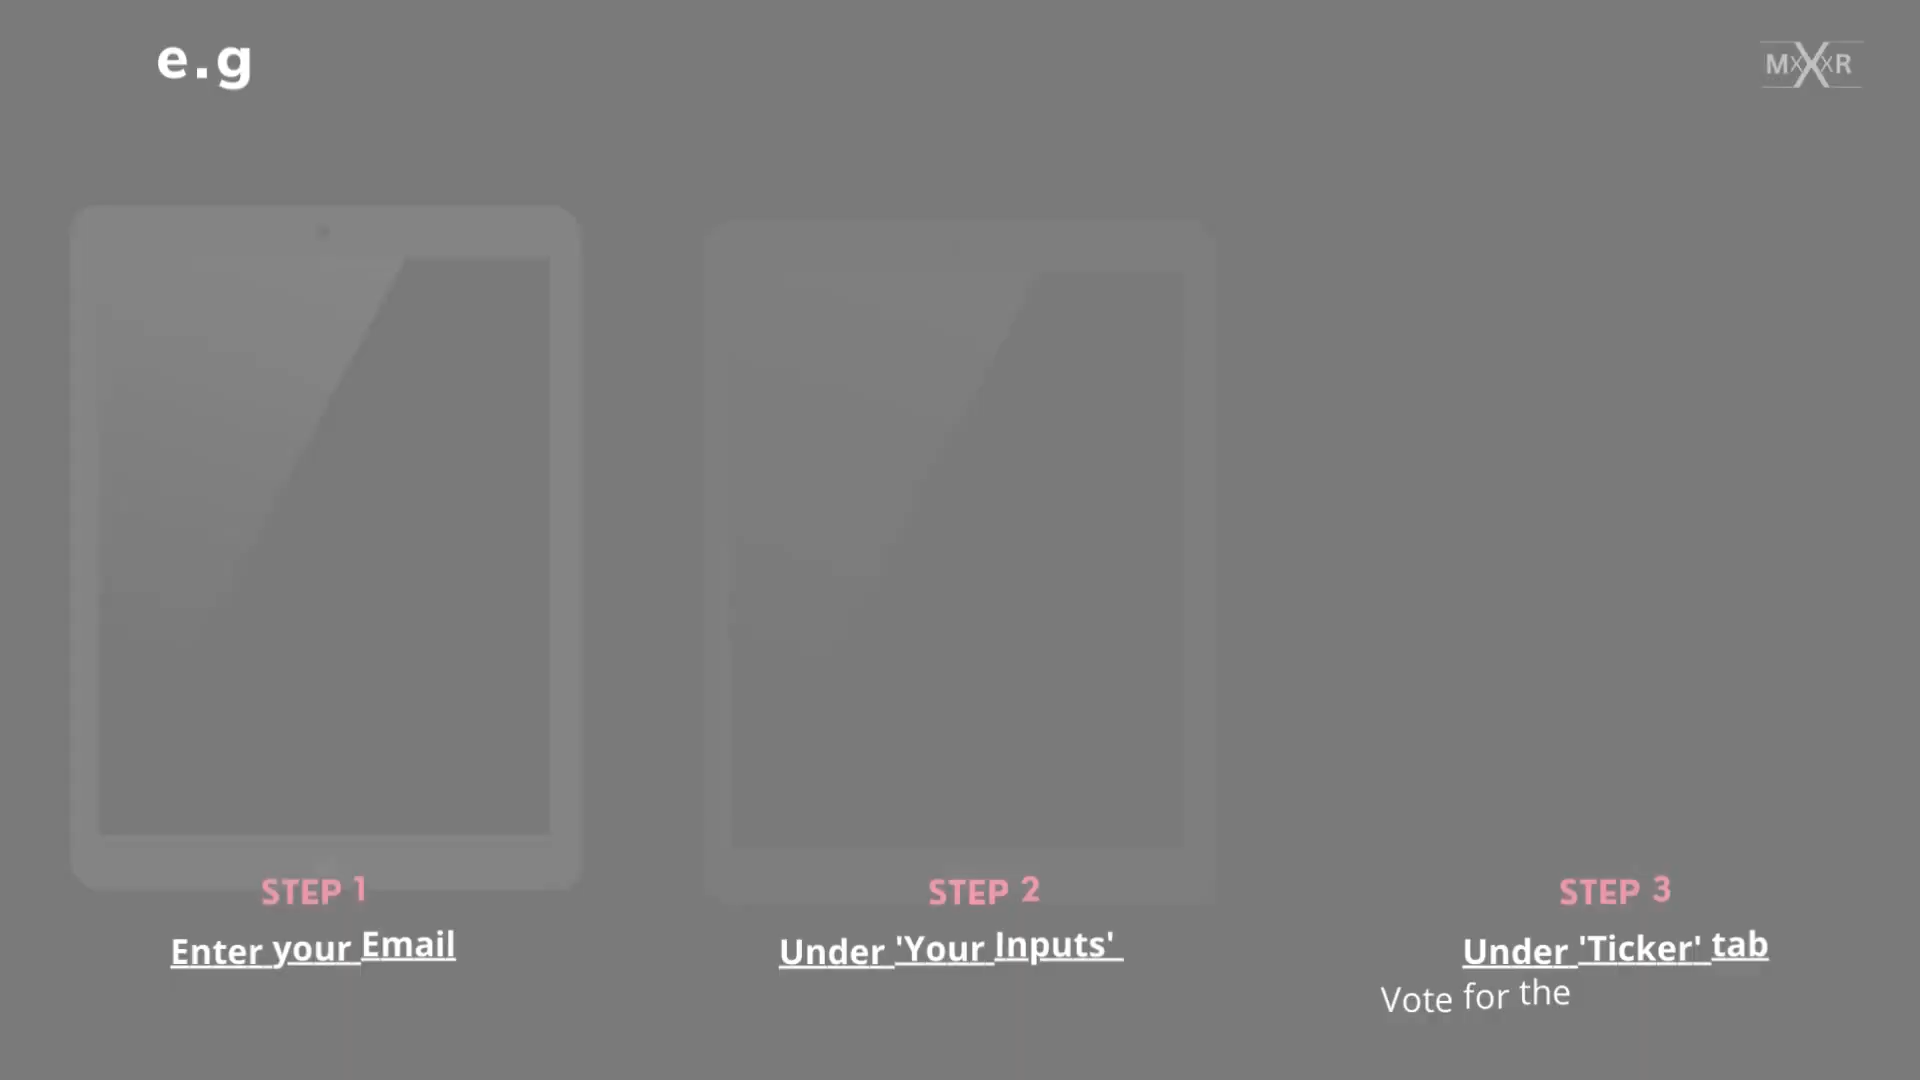 e.g
MXXXR
STEP 1
Enter your Email
STEP 2
Under 'Your Inputs'
STEP 3
Under 'Ticker' tab
Vote for the